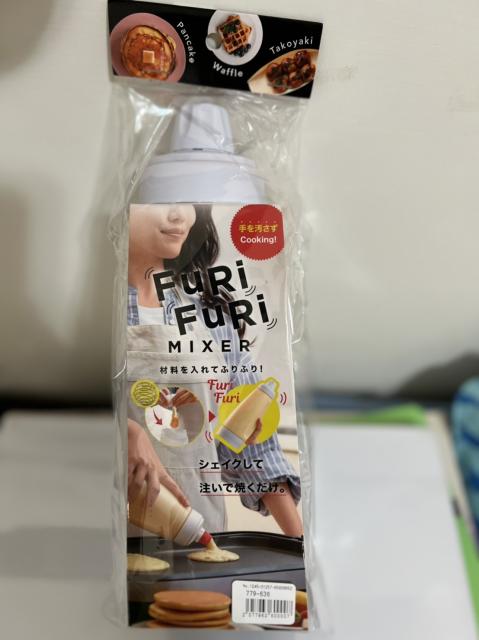 Pancake
Waffle
Takoyaki
手を汚さず
Cooking!
FuRi
FuRi
MIXER
材料を入れてふりふり!
Furi
Furi
シェイクして
注いで焼くだけ。
779-636